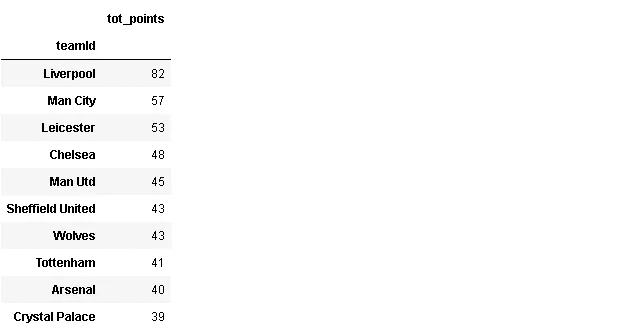 tot_points
teamId
Liverpool 82
Man City 57
Leicester 53
Chelsea 48
Man Utd 45
Sheffield United 43
Wolves 43
Tottenham 41
Arsenal 40
Crystal Palace 39